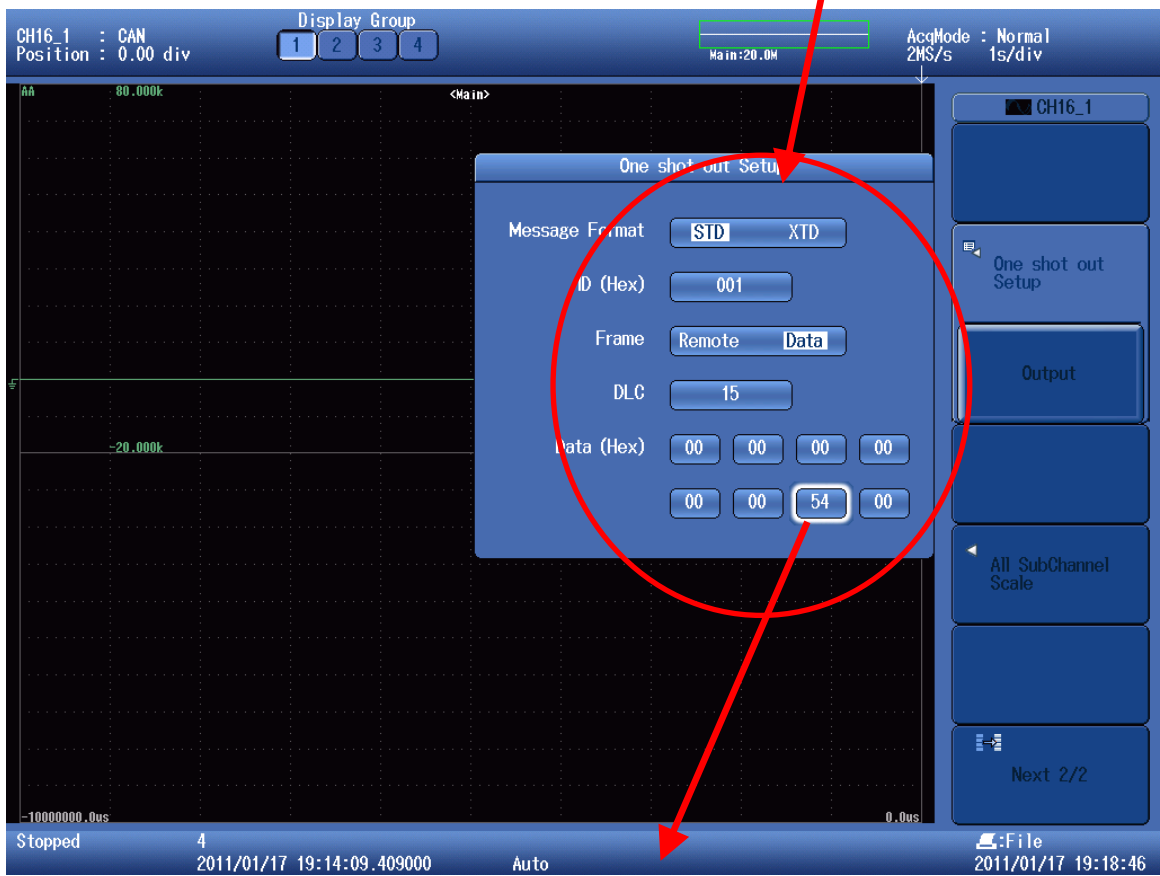 CH16_1 : CAN
Position : 0.00 div
Display Group
1 2 3 4
Main:20.0M
AcqMode : Normal
2MS/s 1s/div
AA 80.000k
<Main>
-20.000k
-10000000.0us
0.0us
One shot out Setup
Message Format STD XTD
ID (Hex) 001
Frame Remote Data
DLC 15
Data (Hex) 00 00 00 00
00 00 54 00
CH16_1
One shot out
Setup
Output
All SubChannel
Scale
Next 2/2
Stopped
4
2011/01/17 19:14:09.409000
Auto
:File
2011/01/17 19:18:46